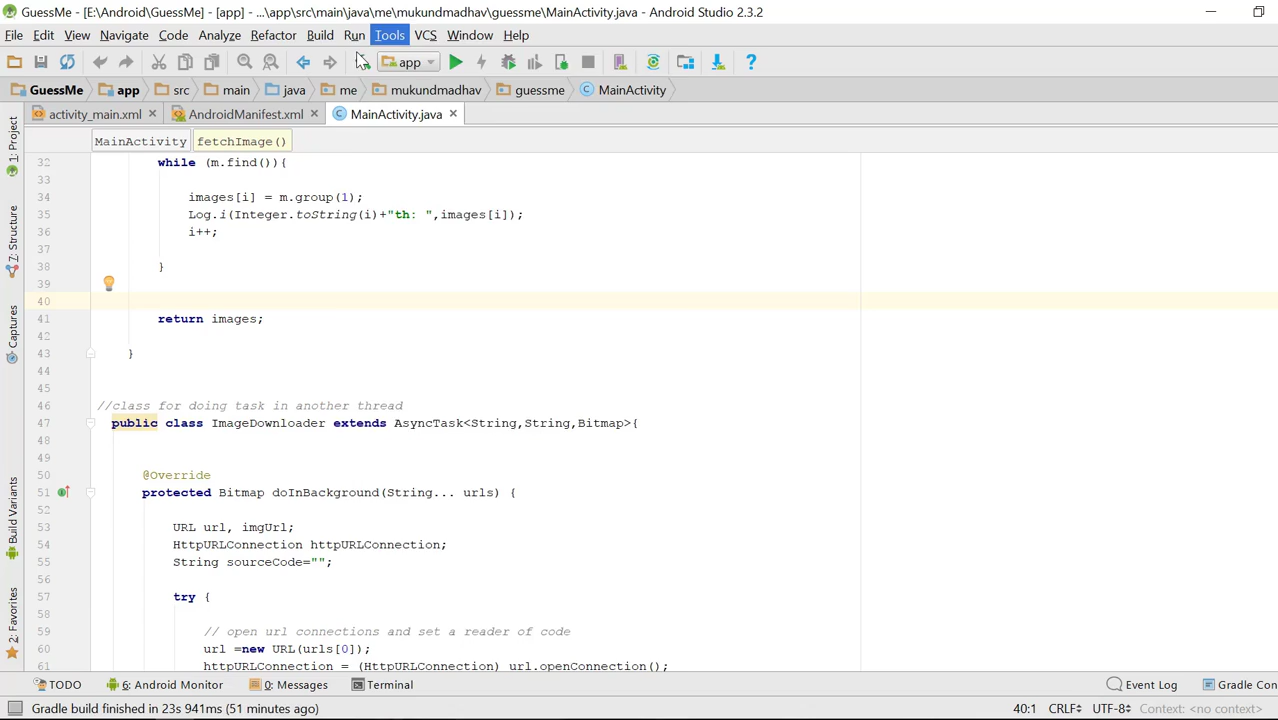 GuessMe - [E:\Android\GuessMe] - [app] - ...\app\src\main\java\me\mukundmadhav\guessme\MainActivity.java - Android Studio 2.3.2
File Edit View Navigate Code Analyze Refactor Build Run Tools VCS Window Help
app
GuessMe app src main java me mukundmadhav guessme MainActivity
activity_main.xml AndroidManifest.xml MainActivity.java
MainActivity fetchImage()
1: Project
7: Structure
Captures
Build Variants
2: Favorites
32 while (m.find()){
33
34 images[i] = m.group(1);
35 Log.i(Integer.toString(i)+"th: ",images[i]);
36 i++;
37
38 }
39
40
41 return images;
42
43 }
44
45
46 //class for doing task in another thread
47 public class ImageDownloader extends AsyncTask<String,String,Bitmap>{
48
49
50 @Override
51 protected Bitmap doInBackground(String... urls) {
52
53 URL url, imgUrl;
54 HttpURLConnection httpURLConnection;
55 String sourceCode="";
56
57 try {
58
59 // open url connections and set a reader of code
60 url =new URL(urls[0]);
61 httpURLConnection = (HttpURLConnection) url.openConnection();
TODO 6: Android Monitor 0: Messages Terminal Event Log Gradle Con
Gradle build finished in 23s 941ms (51 minutes ago) 40:1 CRLF÷ UTF-8÷ Context: <no context>